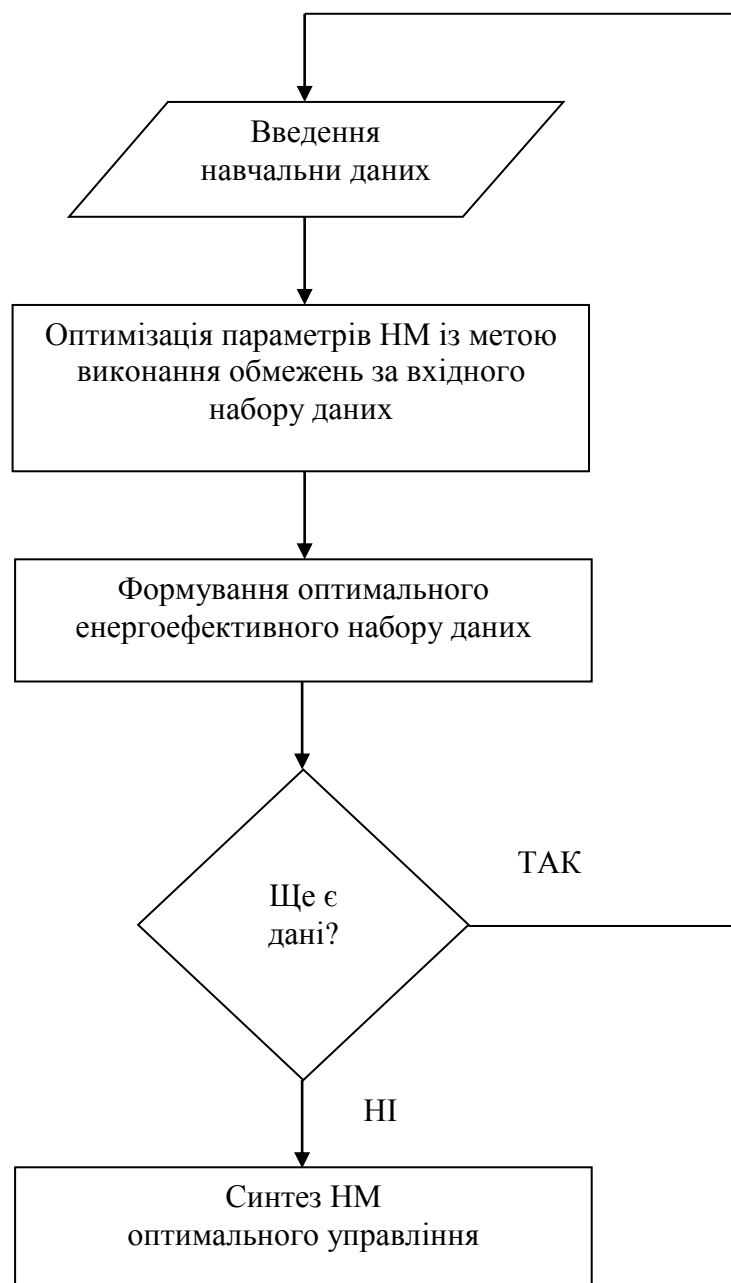 Введення
навчальни даних
Оптимізація параметрів НМ із метою
виконання обмежень за вхідного
набору даних
Формування оптимального
енергоефективного набору даних
ТАК
Ще є
дані?
НІ
Синтез НМ
оптимального управління